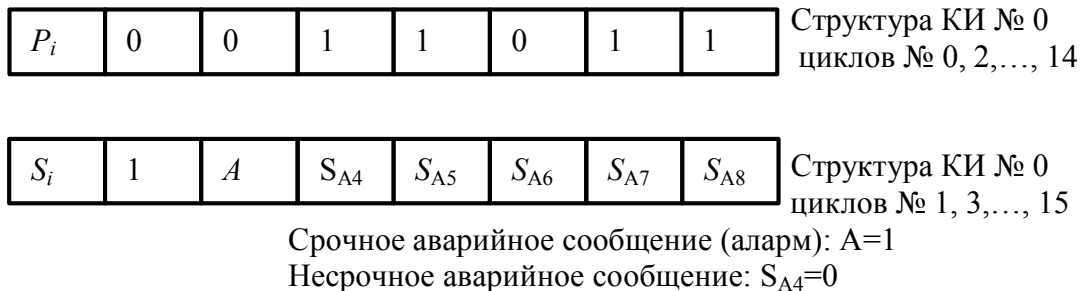 P_i 0 0 1 1 0 1 1
Структура КИ № 0
циклов № 0, 2,…, 14
S_i 1 A S_A4 S_A5 S_A6 S_A7 S_A8
Структура КИ № 0
циклов № 1, 3,…, 15
Срочное аварийное сообщение (аларм): A=1
Несрочное аварийное сообщение: S_A4=0